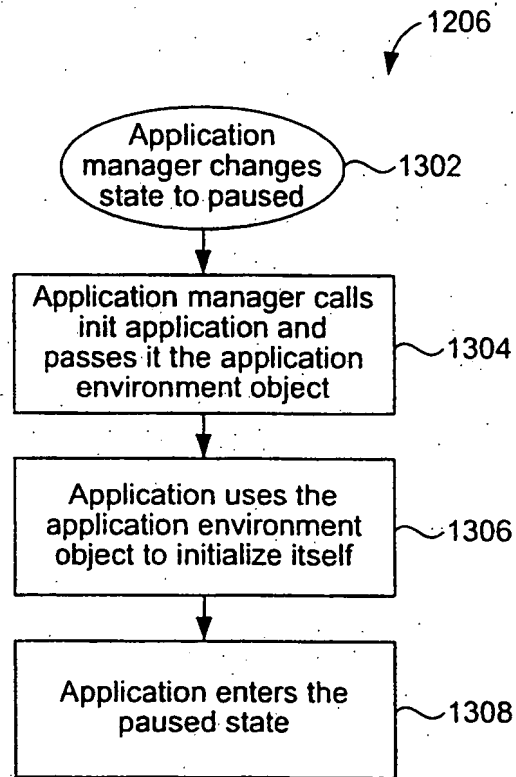 1206
Application
manager changes
state to paused
1302
Application manager calls
init application and
passes it the application
environment object
1304
Application uses the
application environment
object to initialize itself
1306
Application enters the
paused state
1308